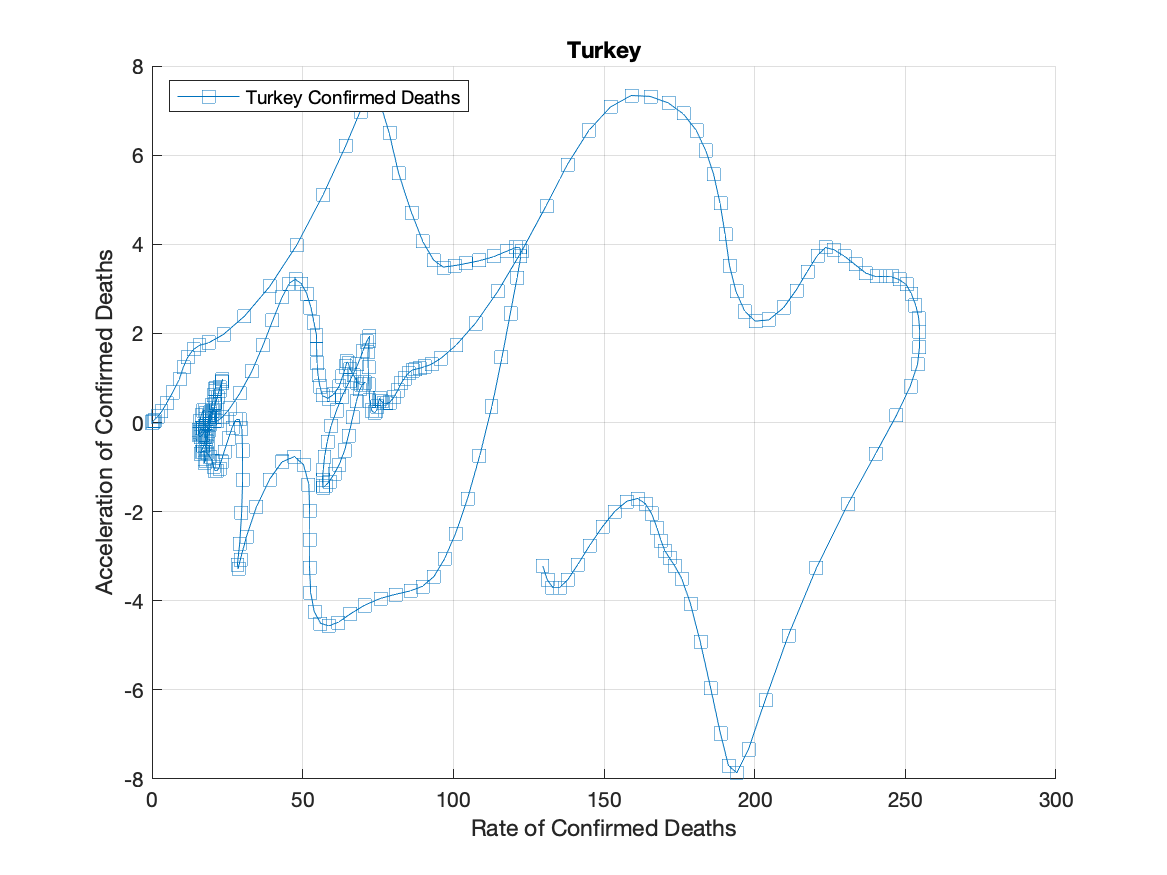 Turkey
Turkey Confirmed Deaths
8
6
4
2
0
-2
-4
-6
-8
Acceleration of Confirmed Deaths
0 50 100 150 200 250 300
Rate of Confirmed Deaths